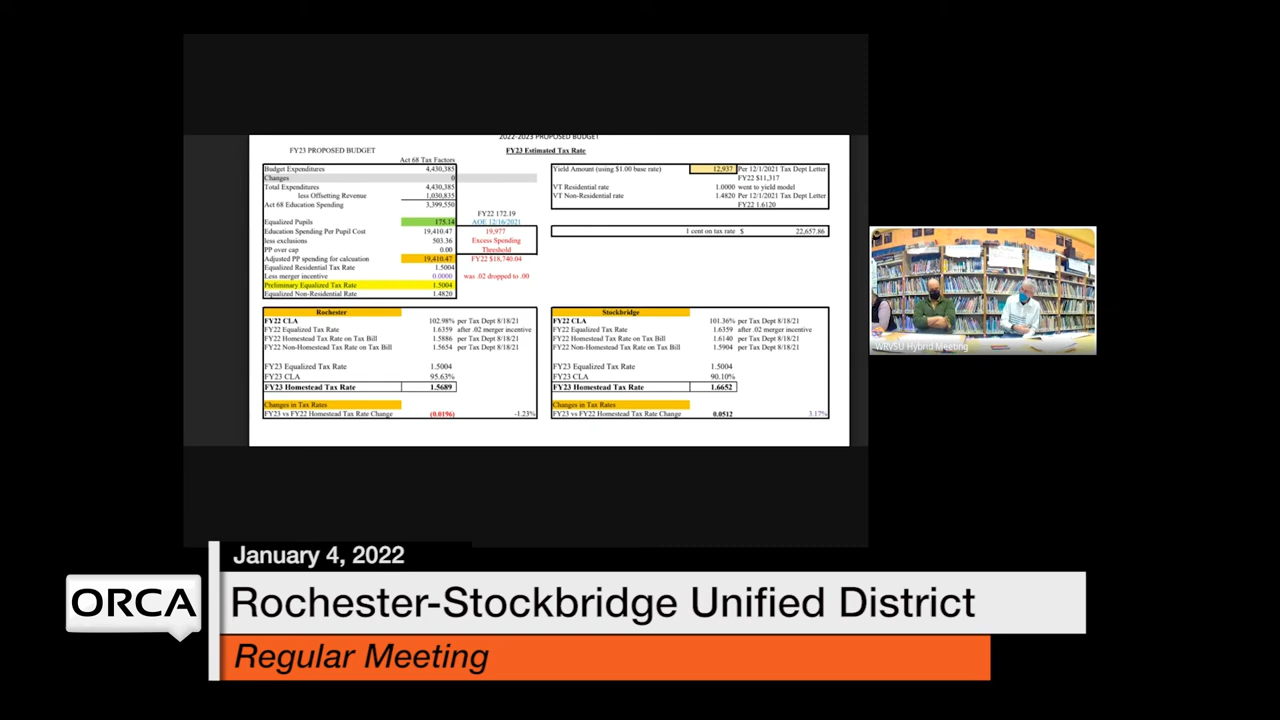 2022-2023 PROPOSED BUDGET
FY23 PROPOSED BUDGET
FY23 Estimated Tax Rate
Act 68 Tax Factors
Budget Expenditures 4,430,385
Changes 0
Total Expenditures 4,430,385
less Offsetting Revenue 1,030,835
Act 68 Education Spending 3,399,550
FY22 172.19
Equalized Pupils 175.14 AOE 12/16/2021
Education Spending Per Pupil Cost 19,410.47 19,977
less exclusions 503.36 Excess Spending
PP over cap 0.00 Threshold
Adjusted PP spending for calcuation 19,410.47 FY22 $18,740.04
Equalized Residential Tax Rate 1.5004
Less merger incentive 0.0000 was .02 dropped to .00
Preliminary Equalized Tax Rate 1.5004
Equalized Non-Residential Rate 1.4820
Yield Amount (using $1.00 base rate) 12,937 Per 12/1/2021 Tax Dept Letter
FY22 $11,317
VT Residential rate 1.0000 went to yield model
VT Non-Residential rate 1.4820 Per 12/1/2021 Tax Dept Letter
FY22 1.6120
1 cent on tax rate $ 22,657.86
Rochester
FY22 CLA 102.98% per Tax Dept 8/18/21
FY22 Equalized Tax Rate 1.6359 after .02 merger incentive
FY22 Homestead Tax Rate on Tax Bill 1.5886 per Tax Dept 8/18/21
FY22 Non-Homestead Tax Rate on Tax Bill 1.5654 per Tax Dept 8/18/21
FY23 Equalized Tax Rate 1.5004
FY23 CLA 95.63%
FY23 Homestead Tax Rate 1.5689
Changes in Tax Rates
FY23 vs FY22 Homestead Tax Rate Change (0.0196) -1.23%
Stockbridge
FY22 CLA 101.36% per Tax Dept 8/18/21
FY22 Equalized Tax Rate 1.6359 after .02 merger incentive
FY22 Homestead Tax Rate on Tax Bill 1.6140 per Tax Dept 8/18/21
FY22 Non-Homestead Tax Rate on Tax Bill 1.5904 per Tax Dept 8/18/21
FY23 Equalized Tax Rate 1.5004
FY23 CLA 90.10%
FY23 Homestead Tax Rate 1.6652
Changes in Tax Rates
FY23 vs FY22 Homestead Tax Rate Change 0.0512 3.17%
WRVSU Hybrid Meeting
January 4, 2022
ORCA
Rochester-Stockbridge Unified District
Regular Meeting